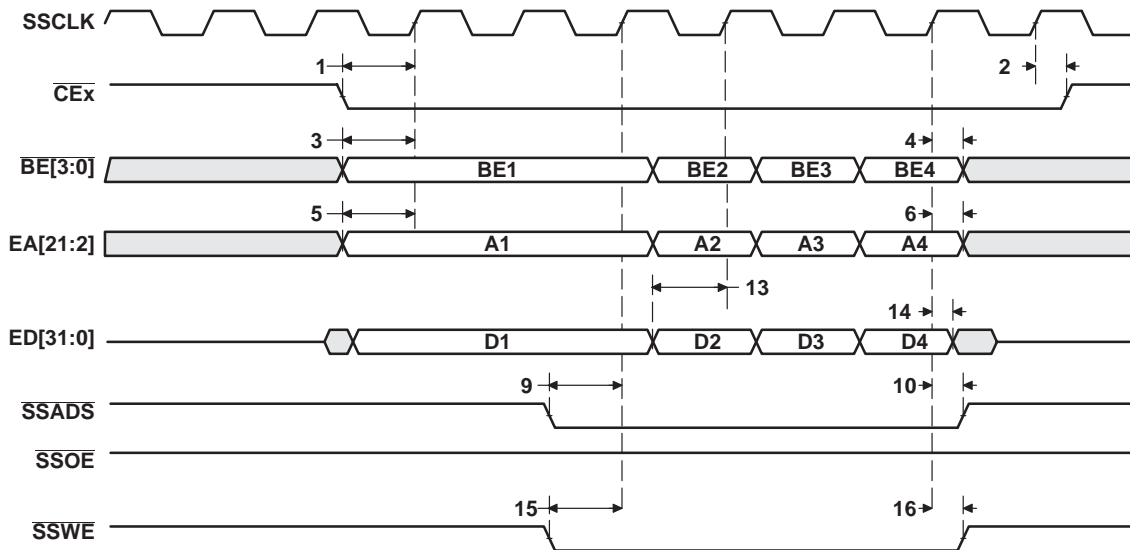 SSCLK
1
2
CEx
3
4
BE[3:0]
BE1
BE2
BE3
BE4
5
6
EA[21:2]
A1
A2
A3
A4
13
14
ED[31:0]
D1
D2
D3
D4
9
10
SSADS
SSOE
15
16
SSWE